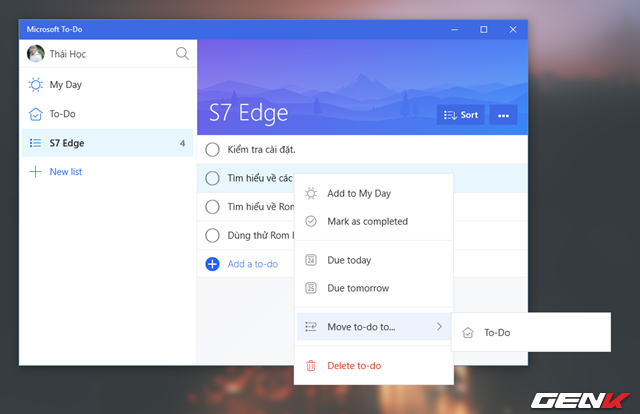 Microsoft To-Do
Thái Học
My Day
To-Do
S7 Edge 4
New list
S7 Edge
Sort
Kiểm tra cài đặt.
Tìm hiểu về các
Tìm hiểu về Rom
Dùng thử Rom
Add a to-do
Add to My Day
Mark as completed
24 Due today
25 Due tomorrow
Move to-do to...
To-Do
Delete to-do
GENK